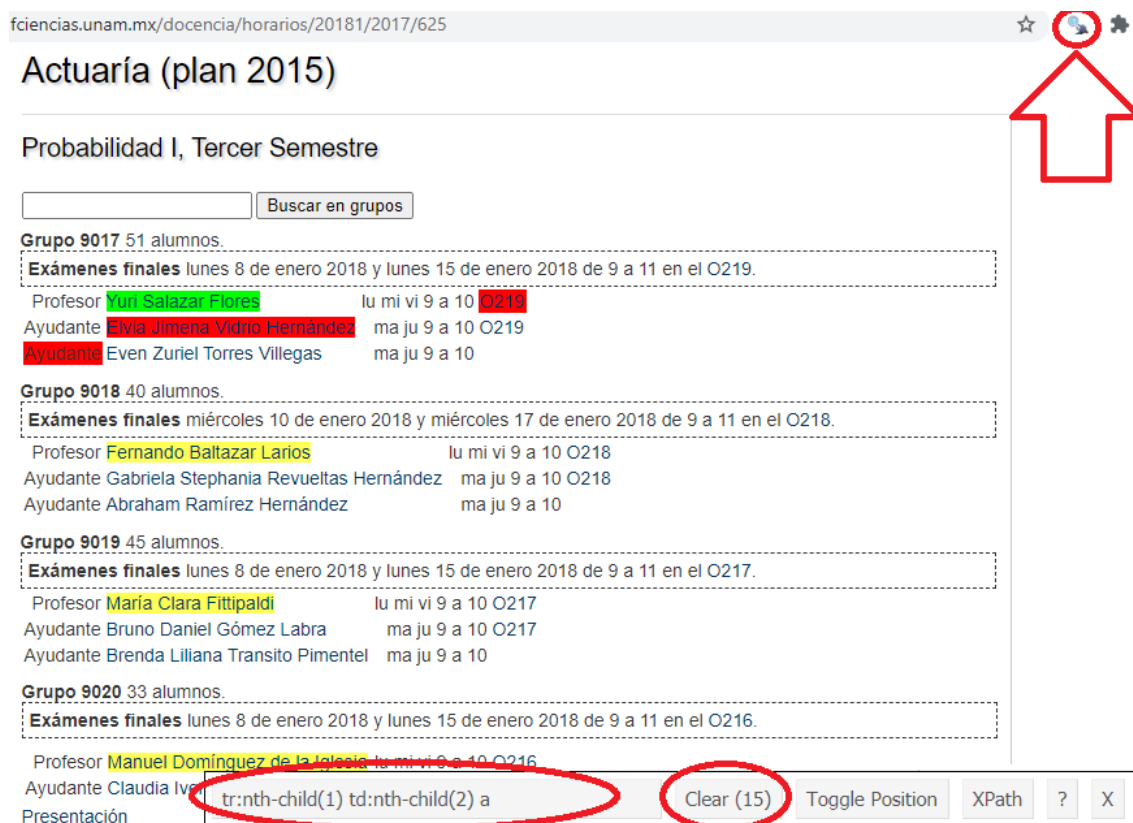 fciencias.unam.mx/docencia/horarios/20181/2017/625
Actuaría (plan 2015)
Probabilidad I, Tercer Semestre
Buscar en grupos
Grupo 9017 51 alumnos.
Exámenes finales lunes 8 de enero 2018 y lunes 15 de enero 2018 de 9 a 11 en el O219.
Profesor Yuri Salazar Flores lu mi vi 9 a 10 O219
Ayudante Elvia Jimena Vidrio Hernández ma ju 9 a 10 O219
Ayudante Even Zuriel Torres Villegas ma ju 9 a 10
Grupo 9018 40 alumnos.
Exámenes finales miércoles 10 de enero 2018 y miércoles 17 de enero 2018 de 9 a 11 en el O218.
Profesor Fernando Baltazar Larios lu mi vi 9 a 10 O218
Ayudante Gabriela Stephania Revueltas Hernández ma ju 9 a 10 O218
Ayudante Abraham Ramírez Hernández ma ju 9 a 10
Grupo 9019 45 alumnos.
Exámenes finales lunes 8 de enero 2018 y lunes 15 de enero 2018 de 9 a 11 en el O217.
Profesor María Clara Fittipaldi lu mi vi 9 a 10 O217
Ayudante Bruno Daniel Gómez Labra ma ju 9 a 10 O217
Ayudante Brenda Liliana Transito Pimentel ma ju 9 a 10
Grupo 9020 33 alumnos.
Exámenes finales lunes 8 de enero 2018 y lunes 15 de enero 2018 de 9 a 11 en el O216.
Profesor Manuel Domínguez de la Iglesia lu mi vi 9 a 10 O216
Ayudante Claudia Ive
tr:nth-child(1) td:nth-child(2) a Clear (15) Toggle Position XPath ? X
Presentación